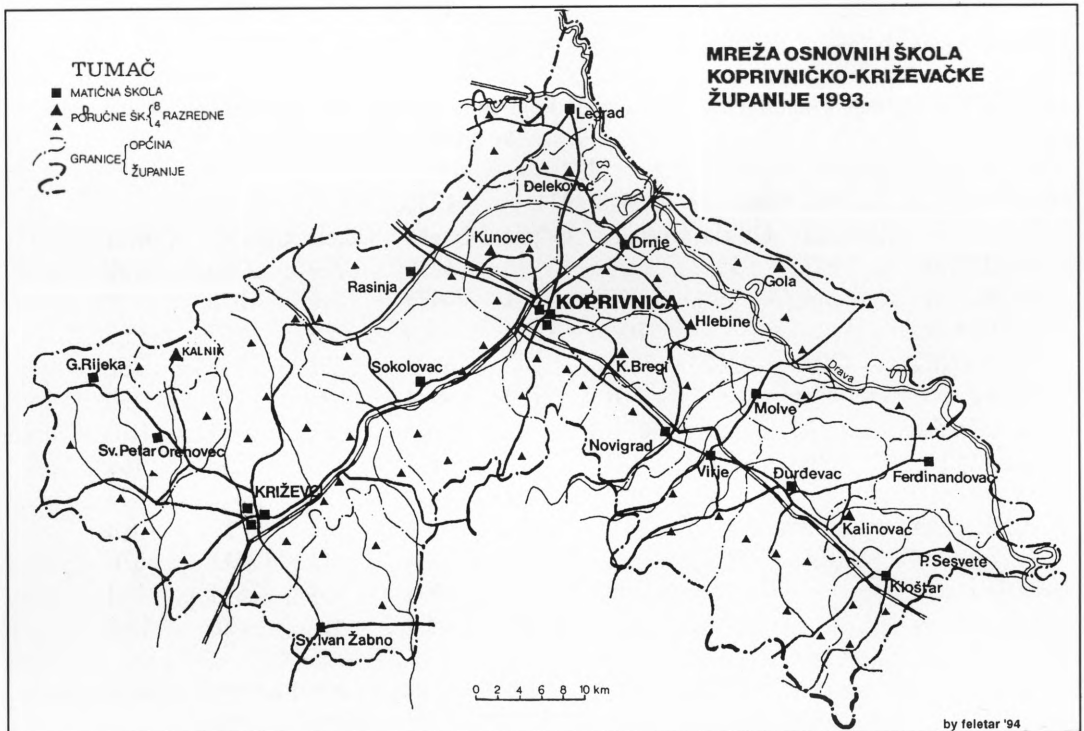 MREŽA OSNOVNIH ŠKOLA
KOPRIVNIČKO-KRIŽEVAČKE
ŽUPANIJE 1993.
TUMAČ
MATIČNA ŠKOLA
PODRUČNE ŠK. { 8 4 RAZREDNE
GRANICE { OPĆINA
ŽUPANIJE
Legrad
Đelekovec
Kunovec
Drnje
Rasinja
Gola
KOPRIVNICA
Hlebine
KALNIK
G.Rijeka
Sokolovac
K.Bregi
Drava
Molve
Sv. Petar Orehovec
Novigrad
Virje
Đurđevac
Ferdinandovac
KRIŽEVCI
Kalinovac
P. Sesvete
Kloštar
Sv. Ivan Žabno
0 2 4 6 8 10 km
by feletar '94